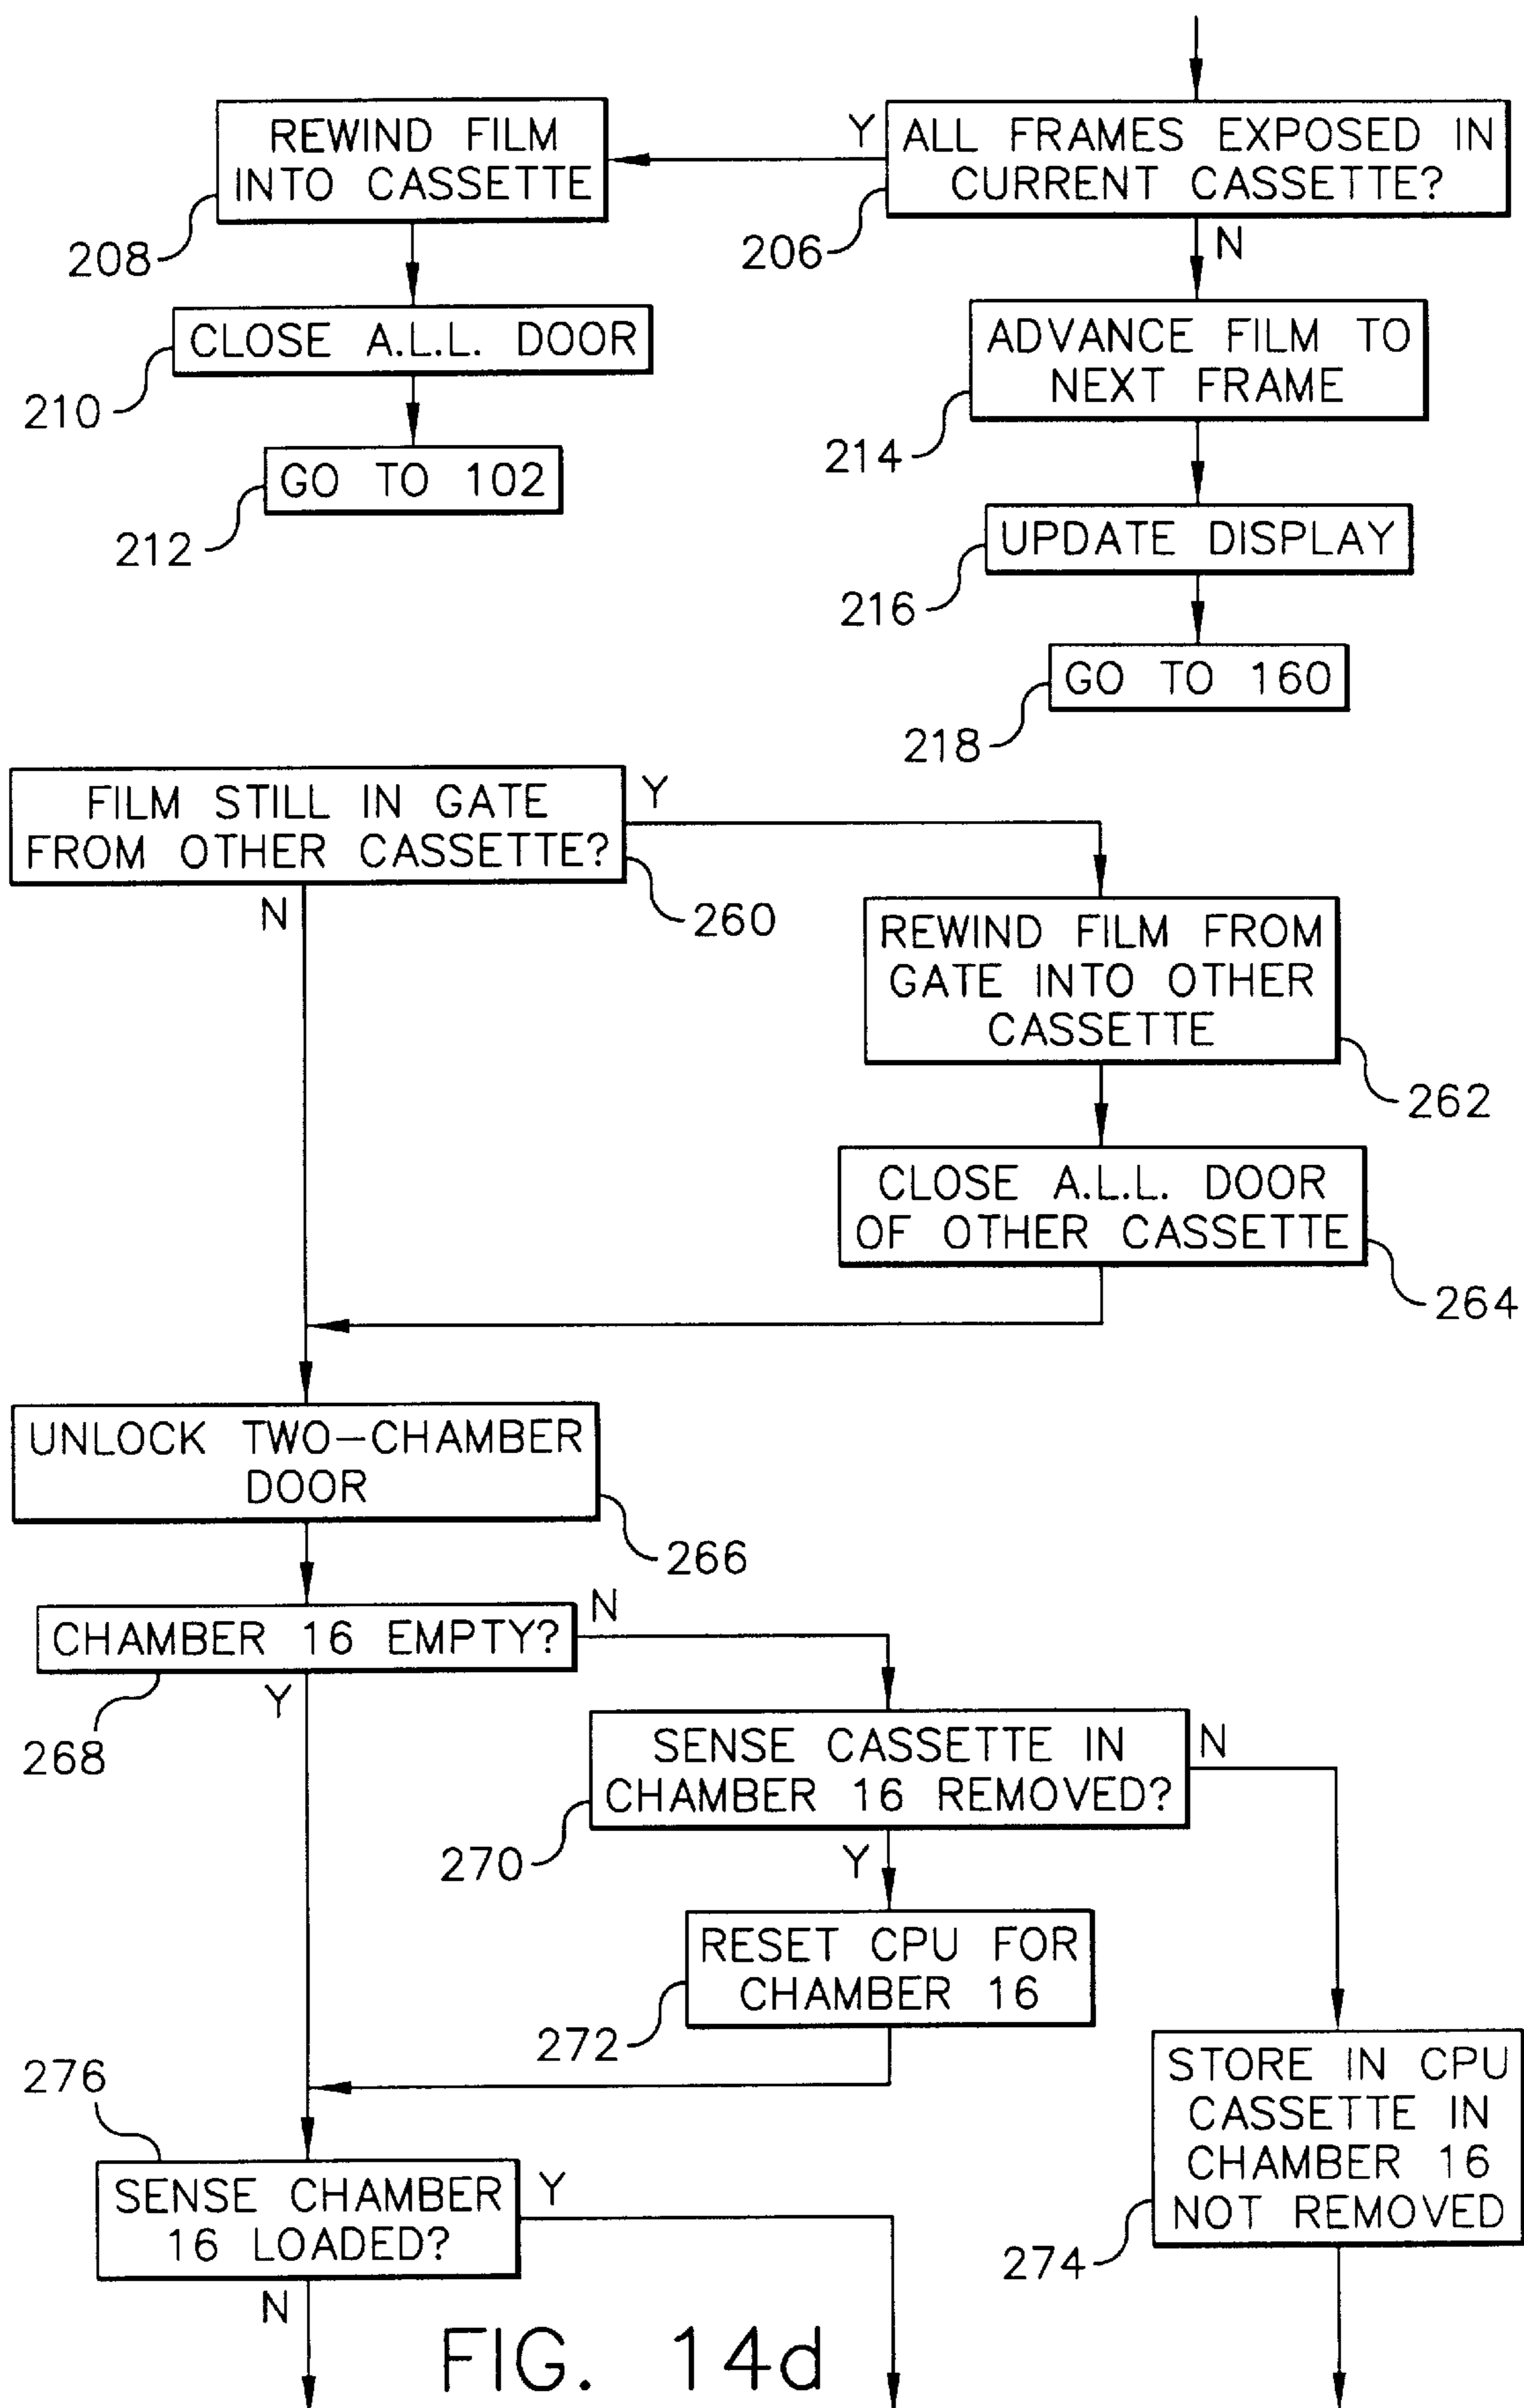 ALL FRAMES EXPOSED IN
CURRENT CASSETTE?
Y
206
N
REWIND FILM
INTO CASSETTE
208
CLOSE A.L.L. DOOR
210
GO TO 102
212
ADVANCE FILM TO
NEXT FRAME
214
UPDATE DISPLAY
216
GO TO 160
218
FILM STILL IN GATE
FROM OTHER CASSETTE?
Y
260
N
REWIND FILM FROM
GATE INTO OTHER
CASSETTE
262
CLOSE A.L.L. DOOR
OF OTHER CASSETTE
264
UNLOCK TWO-CHAMBER
DOOR
266
CHAMBER 16 EMPTY?
N
Y
268
SENSE CASSETTE IN
CHAMBER 16 REMOVED?
N
270
Y
RESET CPU FOR
CHAMBER 16
272
STORE IN CPU
CASSETTE IN
CHAMBER 16
NOT REMOVED
274
276
SENSE CHAMBER
16 LOADED?
Y
N
FIG. 14d